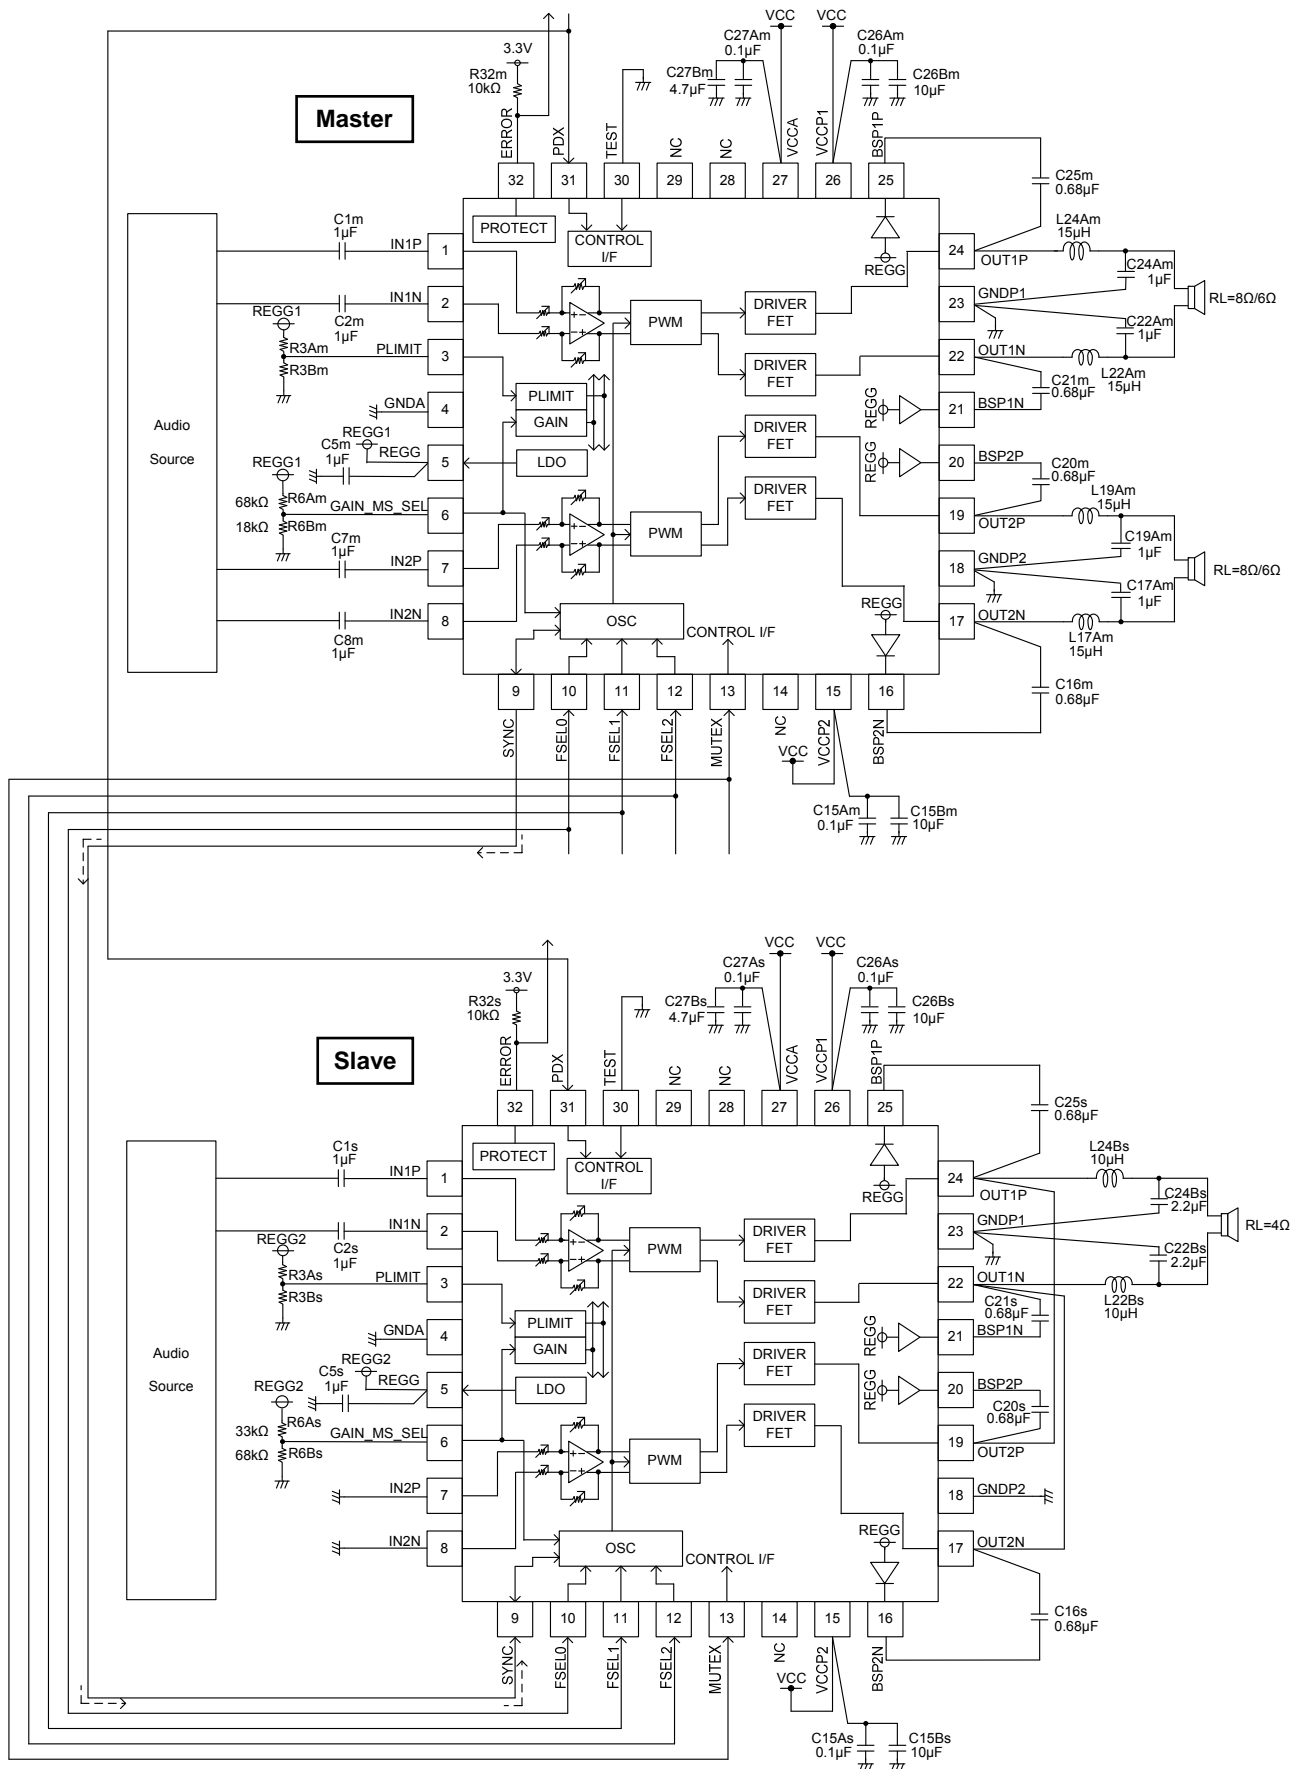 VCC
VCC
C27Am
0.1µF
C26Am
0.1µF
3.3V
R32m
10kΩ
C27Bm
4.7µF
C26Bm
10µF
Master
ERROR
PDX
TEST
NC
NC
VCCA
VCCP1
BSP1P
32
31
30
29
28
27
26
25
C25m
0.68µF
Audio
Source
C1m
1µF
IN1P
1
PROTECT
CONTROL
I/F
REGG
24
OUT1P
L24Am
15µH
C24Am
1µF
IN1N
2
C2m
1µF
REGG1
R3Am
R3Bm
PLIMIT
3
PWM
DRIVER
FET
DRIVER
FET
23
GNDP1
RL=8Ω/6Ω
C22Am
1µF
22
OUT1N
L22Am
15µH
C21m
0.68µF
GNDA
4
PLIMIT
GAIN
REGG
21
BSP1N
REGG1
C5m
1µF
REGG
5
LDO
DRIVER
FET
REGG
20
BSP2P
C20m
0.68µF
REGG1
68kΩ
R6Am
18kΩ
R6Bm
GAIN_MS_SEL
6
PWM
DRIVER
FET
19
OUT2P
L19Am
15µH
C19Am
1µF
C7m
1µF
IN2P
7
18
GNDP2
RL=8Ω/6Ω
C17Am
1µF
C8m
1µF
IN2N
8
OSC
CONTROL I/F
REGG
17
OUT2N
L17Am
15µH
9
10
11
12
13
14
15
16
C16m
0.68µF
SYNC
FSEL0
FSEL1
FSEL2
MUTEX
NC
VCC
VCCP2
BSP2N
C15Am
0.1µF
C15Bm
10µF
VCC
VCC
C27As
0.1µF
C26As
0.1µF
3.3V
R32s
10kΩ
C27Bs
4.7µF
C26Bs
10µF
Slave
ERROR
PDX
TEST
NC
NC
VCCA
VCCP1
BSP1P
32
31
30
29
28
27
26
25
C25s
0.68µF
Audio
Source
C1s
1µF
IN1P
1
PROTECT
CONTROL
I/F
REGG
24
OUT1P
L24Bs
10µH
C24Bs
2.2µF
IN1N
2
C2s
1µF
REGG2
R3As
R3Bs
PLIMIT
3
PWM
DRIVER
FET
DRIVER
FET
23
GNDP1
RL=4Ω
C22Bs
2.2µF
22
OUT1N
L22Bs
10µH
C21s
0.68µF
GNDA
4
PLIMIT
GAIN
REGG
21
BSP1N
REGG2
C5s
1µF
REGG
5
LDO
DRIVER
FET
REGG
20
BSP2P
C20s
0.68µF
REGG2
33kΩ
R6As
68kΩ
R6Bs
GAIN_MS_SEL
6
PWM
DRIVER
FET
19
OUT2P
IN2P
7
18
GNDP2
IN2N
8
OSC
CONTROL I/F
REGG
17
OUT2N
9
10
11
12
13
14
15
16
C16s
0.68µF
SYNC
FSEL0
FSEL1
FSEL2
MUTEX
NC
VCC
VCCP2
BSP2N
C15As
0.1µF
C15Bs
10µF